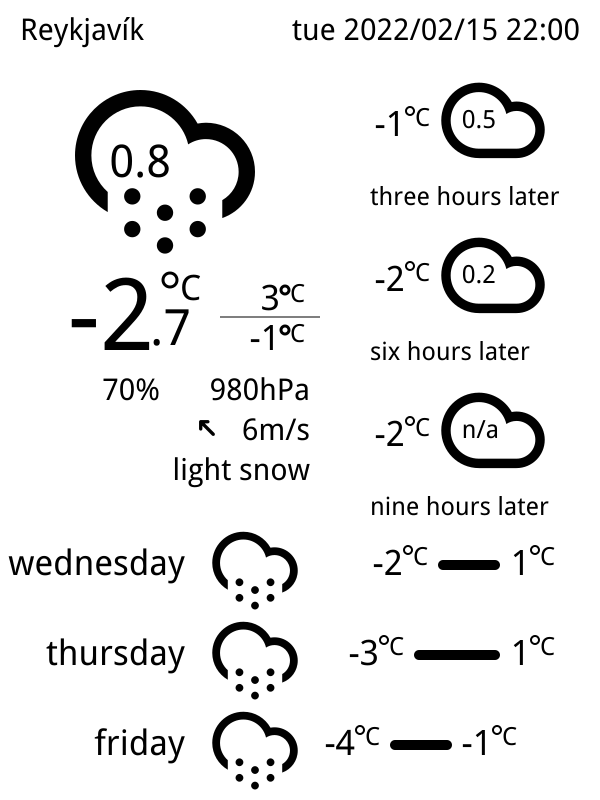 Reykjavík tue 2022/02/15 22:00
0.8
-2.7°C
3°C
-1°C
70% 980hPa
6m/s
light snow
-1°C 0.5
three hours later
-2°C 0.2
six hours later
-2°C n/a
nine hours later
wednesday -2°C 1°C
thursday -3°C 1°C
friday -4°C -1°C